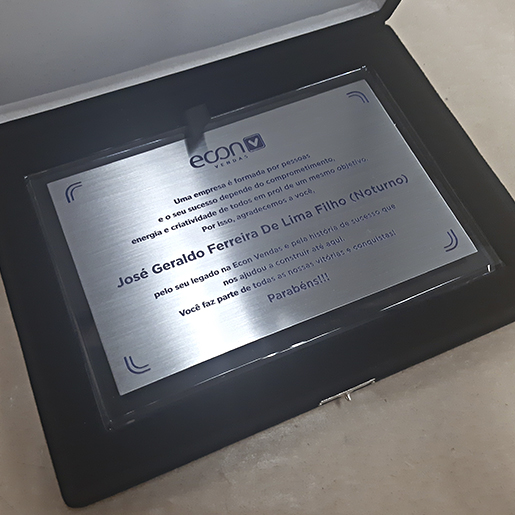 econ
VENDAS
Uma empresa é formada por pessoas
e o seu sucesso depende do comprometimento,
energia e criatividade de todos em prol de um mesmo objetivo.
Por isso, agradecemos a você,
José Geraldo Ferreira De Lima Filho (Noturno)
pelo seu legado na Econ Vendas e pela história de sucesso que
nos ajudou a construir até aqui.
Você faz parte de todas as nossas vitórias e conquistas!
Parabéns!!!